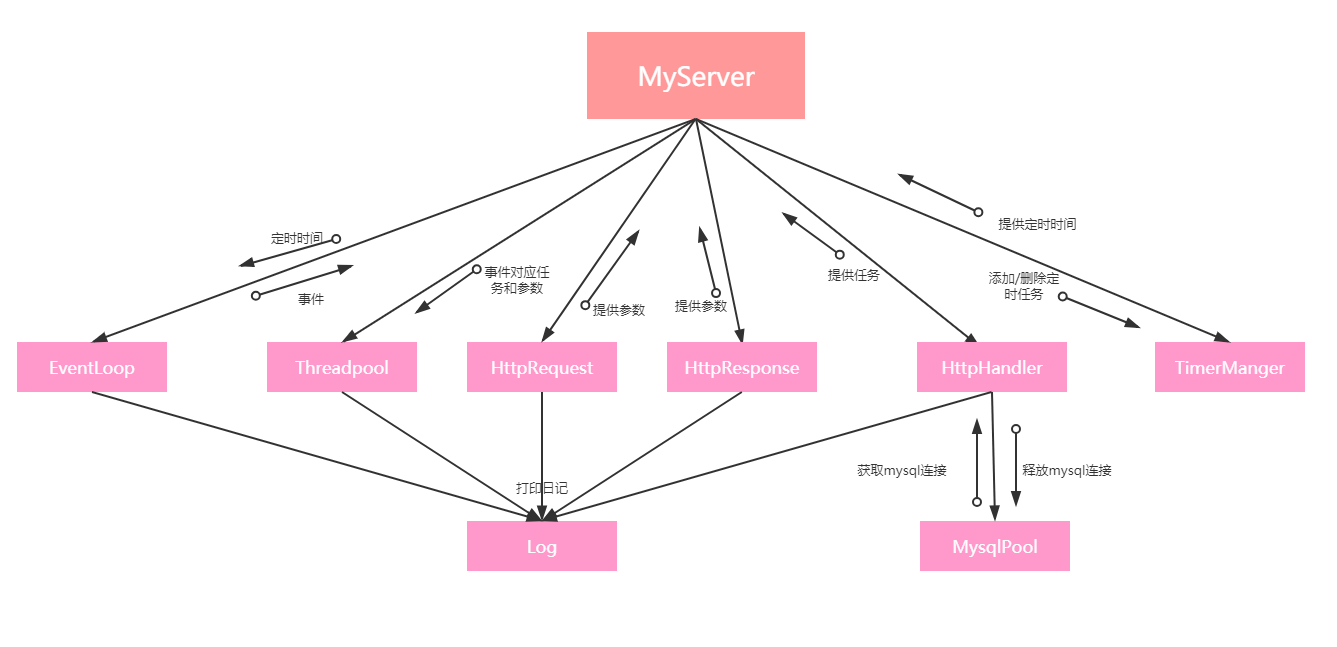 MyServer
提供定时时间
定时时间
事件对应任
务和参数
提供任务
添加/删除定
时任务
事件
提供参数
提供参数
EventLoop
Threadpool
HttpRequest
HttpResponse
HttpHandler
TimerManger
获取mysql连接
释放mysql连接
打印日记
Log
MysqlPool